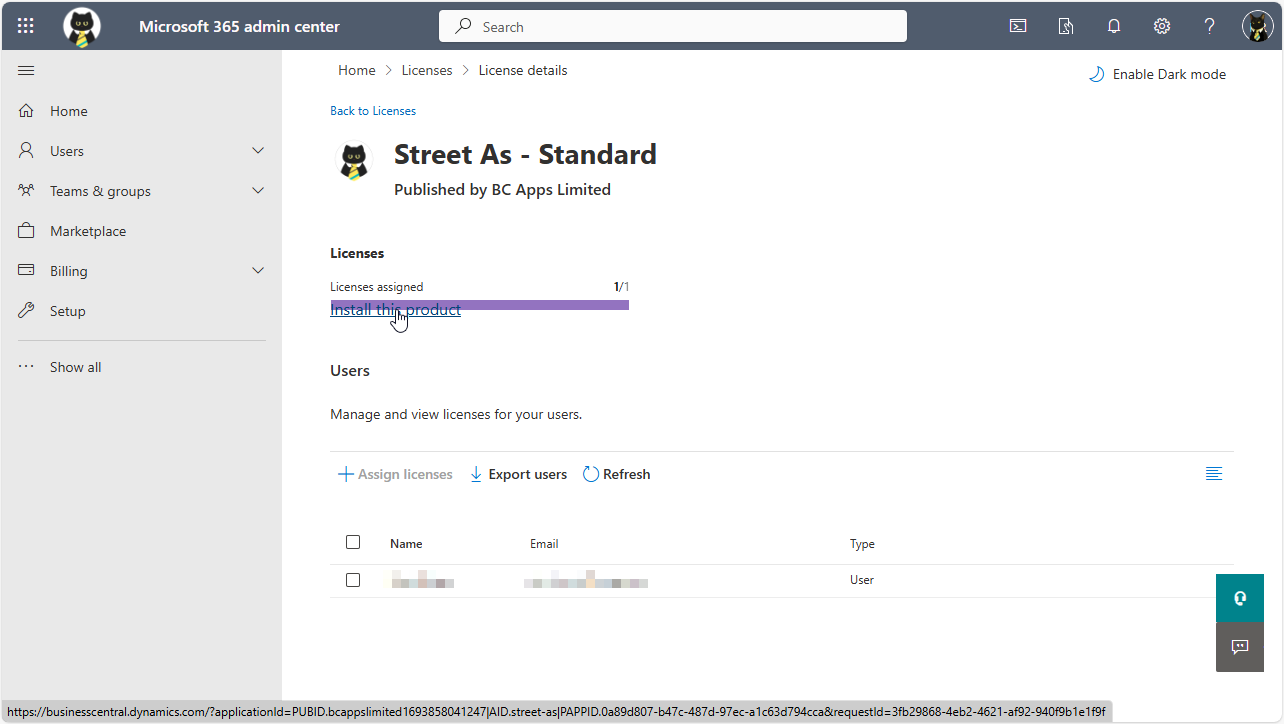 Microsoft 365 admin center
Search
Home
Users
Teams & groups
Marketplace
Billing
Setup
Show all
Home > Licenses > License details
Enable Dark mode
Back to Licenses
Street As - Standard
Published by BC Apps Limited
Licenses
Licenses assigned 1/1
Install this product
Users
Manage and view licenses for your users.
Assign licenses Export users Refresh
Name Email Type
User
https://businesscentral.dynamics.com/?applicationId=PUBID.bcappslimited1693858041247|AID.street-as|PAPPID.0a89d807-b47c-487d-97ec-a1c63d794cca&requestId=3fb29868-4eb2-4621-af92-940f9b1e1f9f